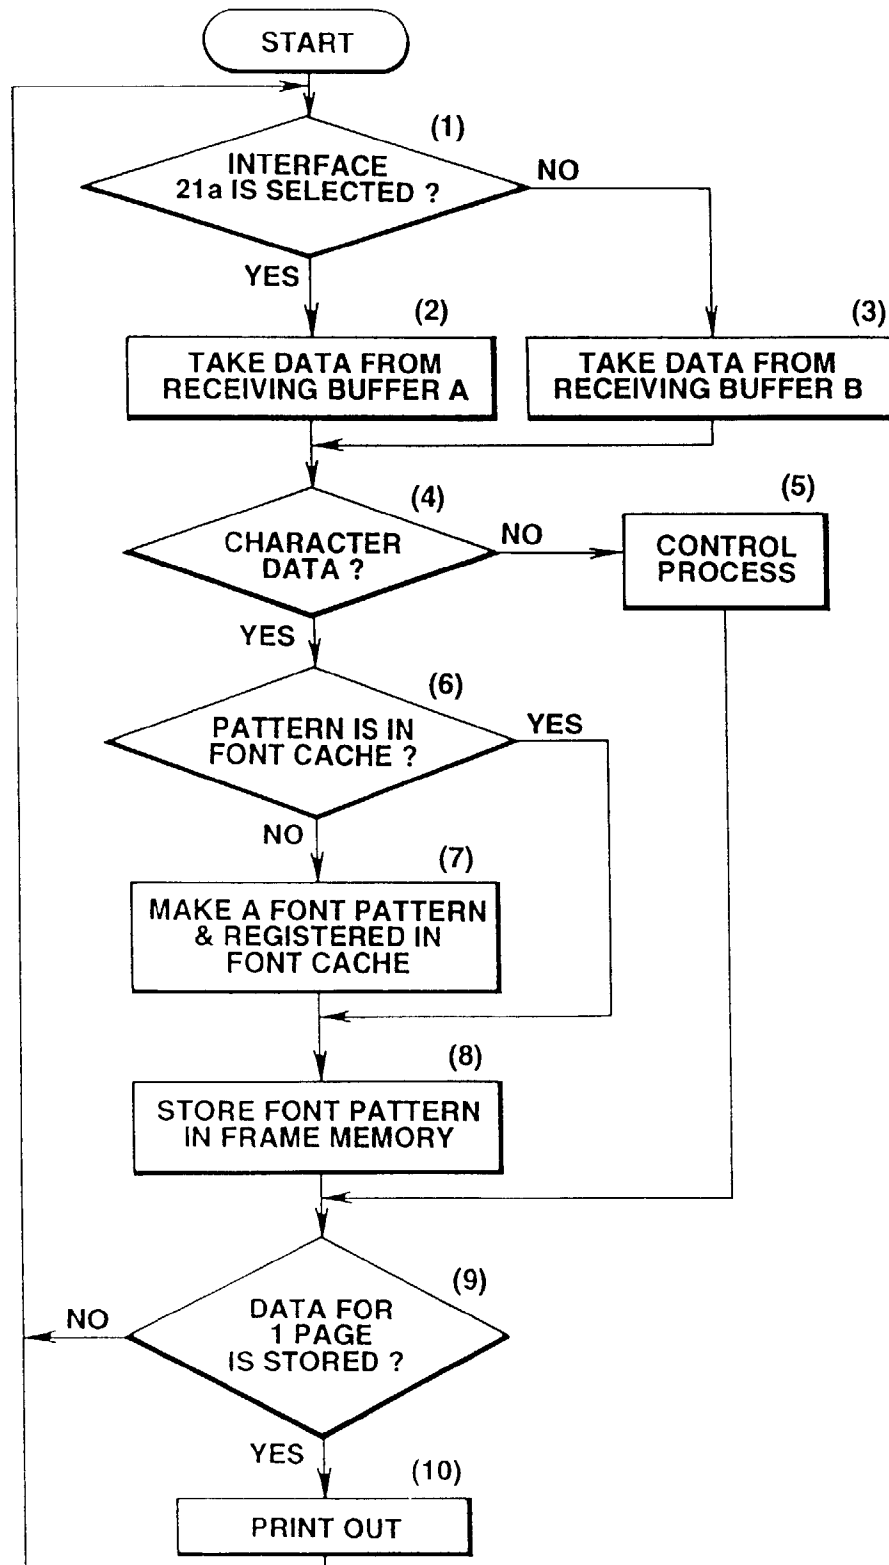 START
(1)
INTERFACE
21a IS SELECTED ?
NO
YES
(2)
TAKE DATA FROM
RECEIVING BUFFER A
(3)
TAKE DATA FROM
RECEIVING BUFFER B
(4)
CHARACTER
DATA ?
NO
(5)
CONTROL
PROCESS
YES
(6)
PATTERN IS IN
FONT CACHE ?
YES
NO
(7)
MAKE A FONT PATTERN
& REGISTERED IN
FONT CACHE
(8)
STORE FONT PATTERN
IN FRAME MEMORY
(9)
DATA FOR
1 PAGE
IS STORED ?
NO
YES
(10)
PRINT OUT